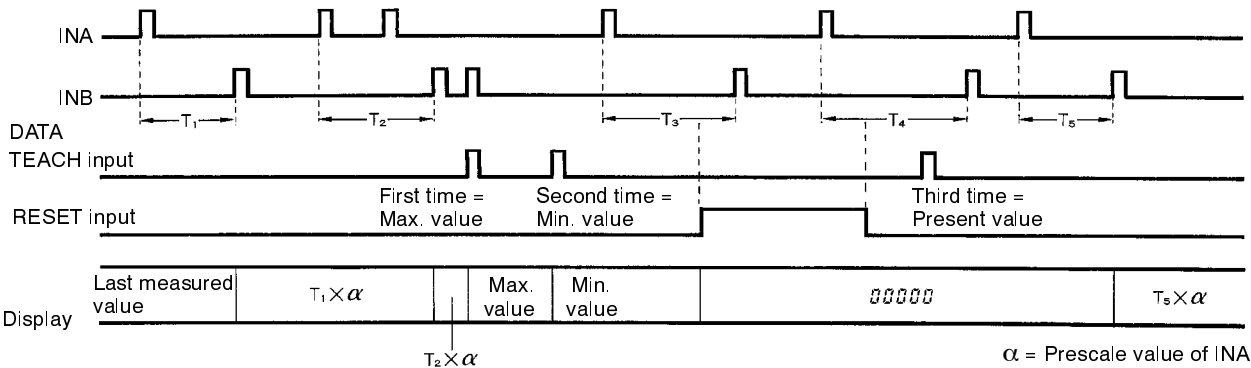 INA
INB
T₁ T₂ T₃ T₄ T₅
DATA
TEACH input
First time =
Max. value
Second time =
Min. value
Third time =
Present value
RESET input
Last measured
value
T₁×α
Max.
value
Min.
value
00000
T₅×α
Display
T₂×α
α = Prescale value of INA